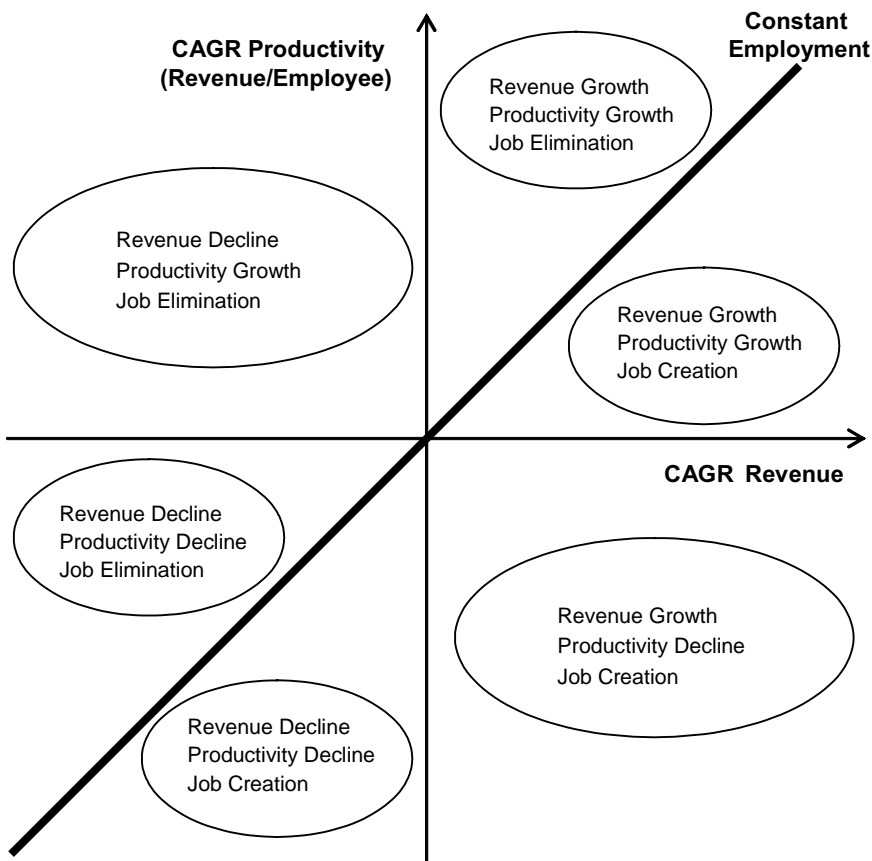 CAGR Productivity
(Revenue/Employee)
Constant
Employment
Revenue Growth
Productivity Growth
Job Elimination
Revenue Decline
Productivity Growth
Job Elimination
Revenue Growth
Productivity Growth
Job Creation
CAGR Revenue
Revenue Decline
Productivity Decline
Job Elimination
Revenue Growth
Productivity Decline
Job Creation
Revenue Decline
Productivity Decline
Job Creation